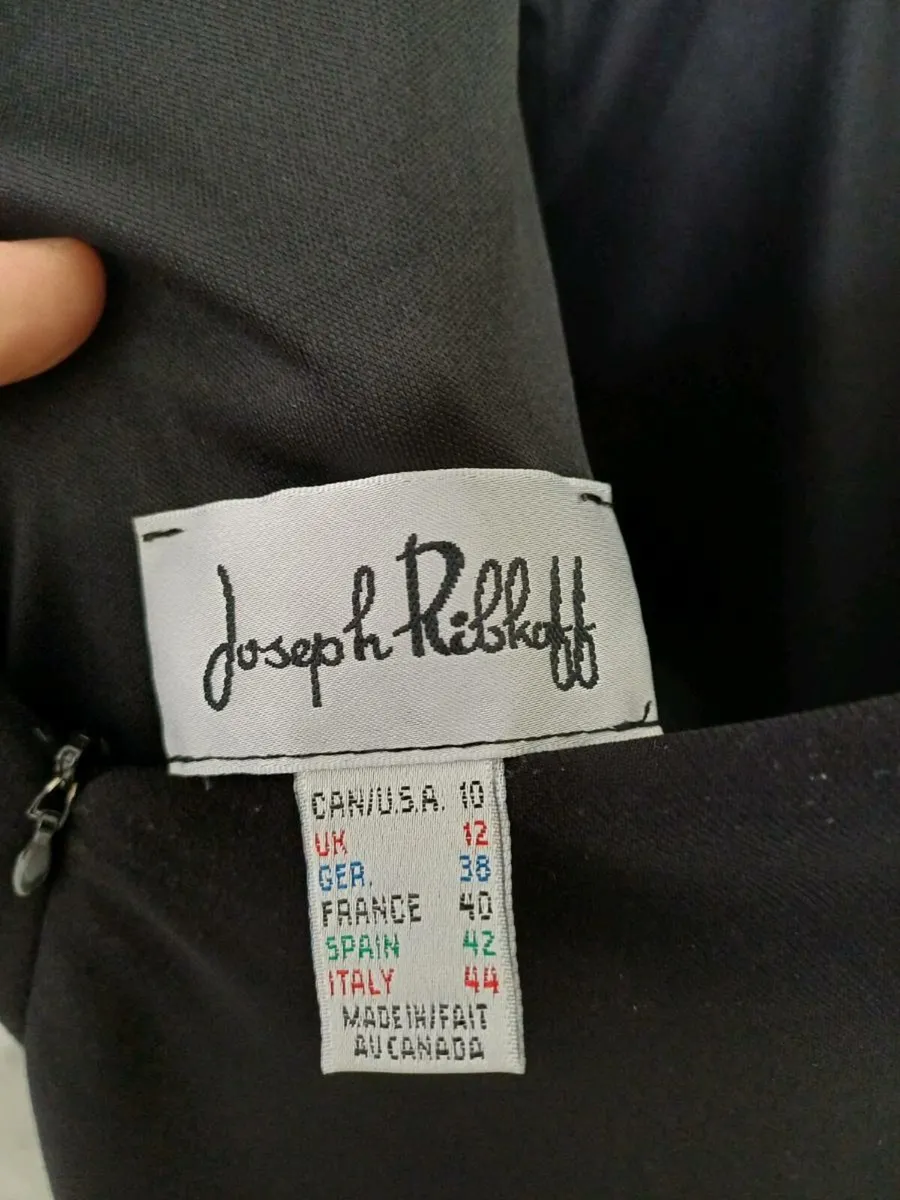 Joseph Ribkoff
CAN/U.S.A. 10
UK 12
GER. 38
FRANCE 40
SPAIN 42
ITALY 44
MADE IN/FAIT
AU CANADA